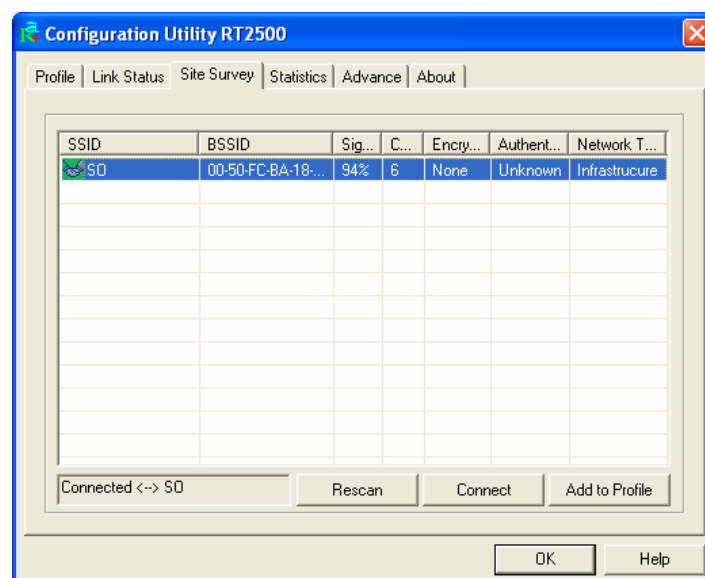 Configuration Utility RT2500
Profile Link Status Site Survey Statistics Advance About
SSID BSSID Sig... C... Encry... Authent... Network T...
SO 00-50-FC-BA-18-... 94% 6 None Unknown Infrastrucure
Connected <--> SO Rescan Connect Add to Profile
OK Help